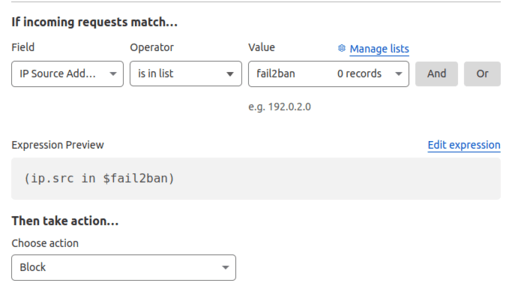 If incoming requests match...
Field Operator Value Manage lists
IP Source Add... is in list fail2ban 0 records And Or
e.g. 192.0.2.0
Expression Preview Edit expression
(ip.src in $fail2ban)
Then take action...
Choose action
Block